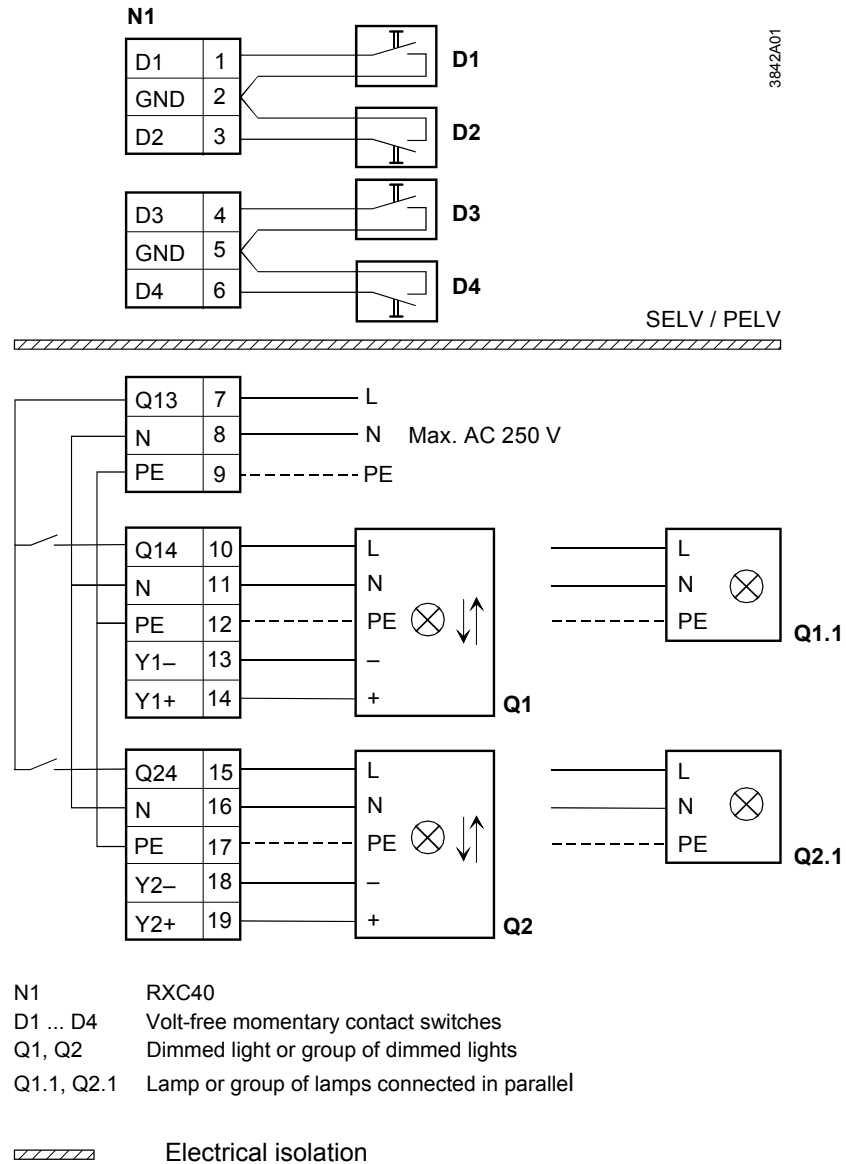 N1
3842A01
D1 1
GND 2
D2 3
D1
D2
D3 4
GND 5
D4 6
D3
D4
SELV / PELV
Q13 7 L
N 8 N Max. AC 250 V
PE 9 PE
Q14 10 L
N 11 N
PE 12 PE
Y1– 13 –
Y1+ 14 +
Q1
L
N
PE
Q1.1
Q24 15 L
N 16 N
PE 17 PE
Y2– 18 –
Y2+ 19 +
Q2
L
N
PE
Q2.1
N1 RXC40
D1 ... D4 Volt-free momentary contact switches
Q1, Q2 Dimmed light or group of dimmed lights
Q1.1, Q2.1 Lamp or group of lamps connected in parallel
Electrical isolation